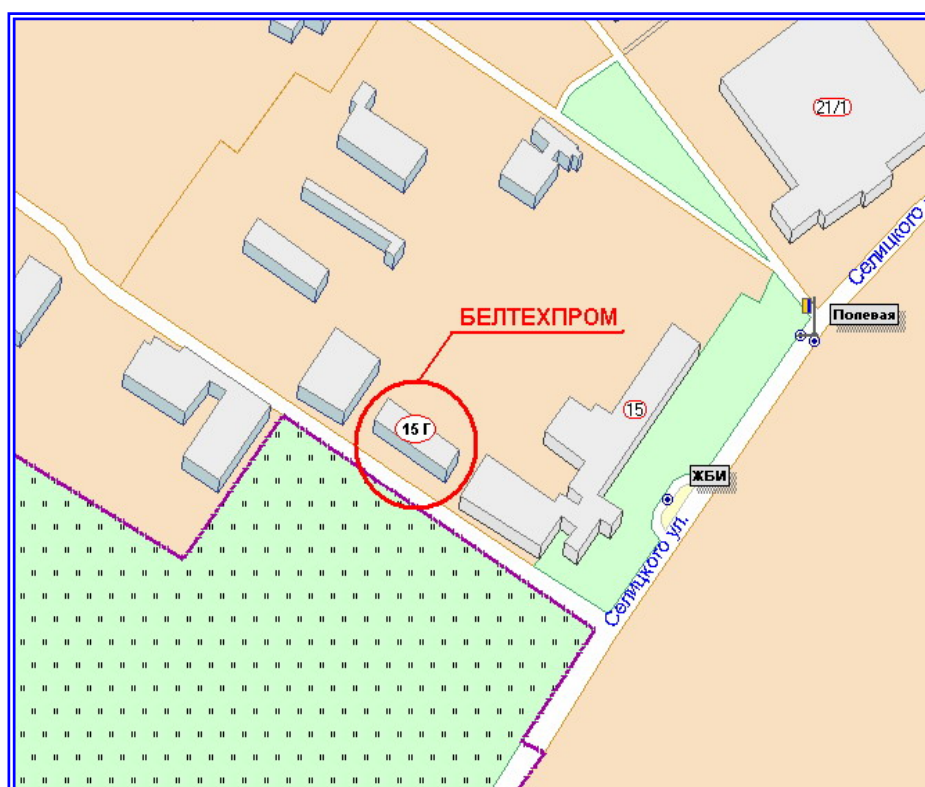 21/1
Селицкого у
Полевая
БЕЛТЕХПРОМ
15
15 Г
ЖБИ
Селицкого ул.